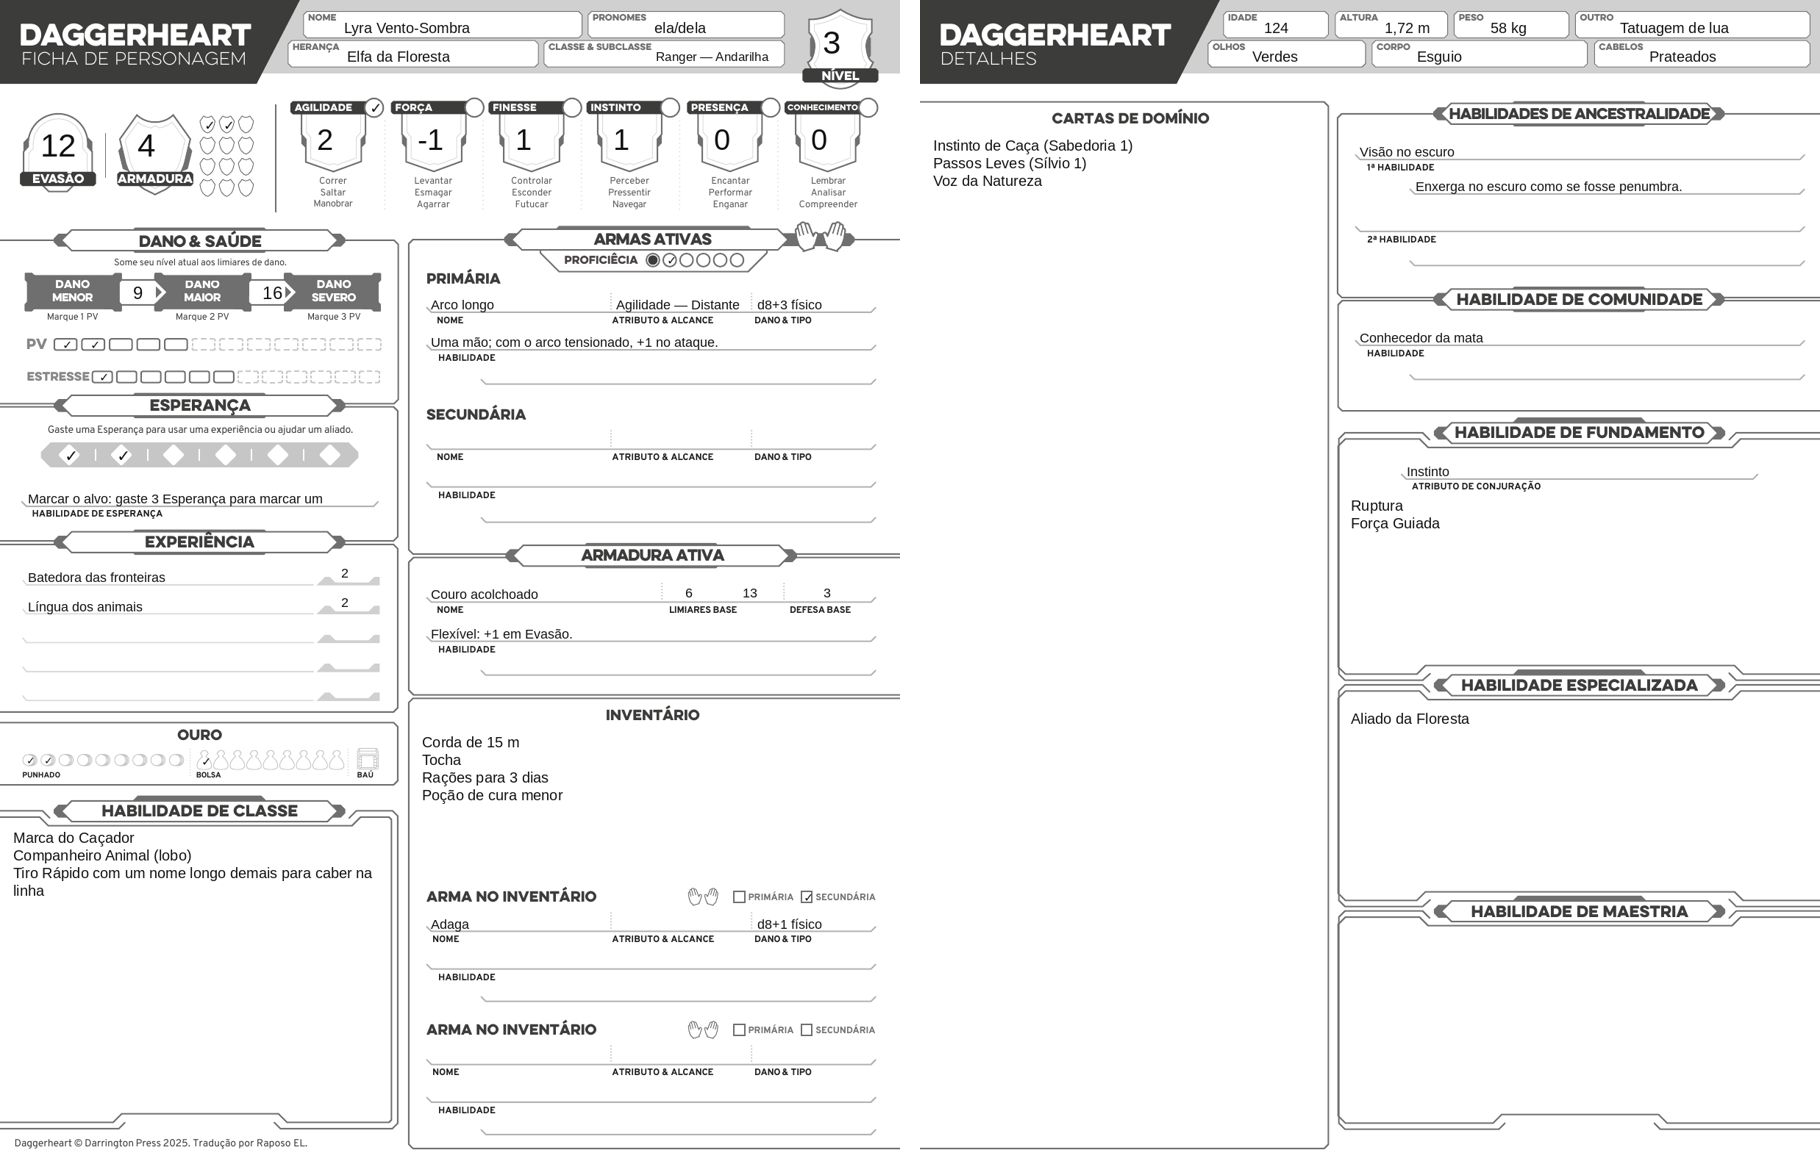 DAGGERHEART
FICHA DE PERSONAGEM
NOME
Lyra Vento-Sombra
PRONOMES
ela/dela
HERANÇA
Elfa da Floresta
CLASSE & SUBCLASSE
Ranger — Andarilha
3
NÍVEL
12
EVASÃO
4
ARMADURA
AGILIDADE
2
Correr
Saltar
Manobrar
FORÇA
-1
Levantar
Esmagar
Agarrar
FINESSE
1
Controlar
Esconder
Futucar
INSTINTO
1
Perceber
Pressentir
Navegar
PRESENÇA
0
Encantar
Performar
Enganar
CONHECIMENTO
0
Lembrar
Analisar
Compreender
DANO & SAÚDE
Some seu nível atual aos limiares de dano.
DANO MENOR
9
DANO MAIOR
16
DANO SEVERO
Marque 1 PV
Marque 2 PV
Marque 3 PV
PV
ESTRESSE
ESPERANÇA
Gaste uma Esperança para usar uma experiência ou ajudar um aliado.
Marcar o alvo: gaste 3 Esperança para marcar um
HABILIDADE DE ESPERANÇA
EXPERIÊNCIA
Batedora das fronteiras 2
Língua dos animais 2
OURO
PUNHADO
BOLSA
BAÚ
HABILIDADE DE CLASSE
Marca do Caçador
Companheiro Animal (lobo)
Tiro Rápido com um nome longo demais para caber na
linha
Daggerheart © Darrington Press 2025. Tradução por Raposo EL.
ARMAS ATIVAS
PROFICIÊCIA
PRIMÁRIA
Arco longo Agilidade — Distante d8+3 físico
NOME ATRIBUTO & ALCANCE DANO & TIPO
Uma mão; com o arco tensionado, +1 no ataque.
HABILIDADE
SECUNDÁRIA
NOME ATRIBUTO & ALCANCE DANO & TIPO
HABILIDADE
ARMADURA ATIVA
Couro acolchoado 6 13 3
NOME LIMIARES BASE DEFESA BASE
Flexível: +1 em Evasão.
HABILIDADE
INVENTÁRIO
Corda de 15 m
Tocha
Rações para 3 dias
Poção de cura menor
ARMA NO INVENTÁRIO PRIMÁRIA SECUNDÁRIA
Adaga d8+1 físico
NOME ATRIBUTO & ALCANCE DANO & TIPO
HABILIDADE
ARMA NO INVENTÁRIO PRIMÁRIA SECUNDÁRIA
NOME ATRIBUTO & ALCANCE DANO & TIPO
HABILIDADE
DAGGERHEART
DETALHES
IDADE
124
ALTURA
1,72 m
PESO
58 kg
OUTRO
Tatuagem de lua
OLHOS
Verdes
CORPO
Esguio
CABELOS
Prateados
CARTAS DE DOMÍNIO
Instinto de Caça (Sabedoria 1)
Passos Leves (Sílvio 1)
Voz da Natureza
HABILIDADES DE ANCESTRALIDADE
Visão no escuro
1ª HABILIDADE
Enxerga no escuro como se fosse penumbra.
2ª HABILIDADE
HABILIDADE DE COMUNIDADE
Conhecedor da mata
HABILIDADE
HABILIDADE DE FUNDAMENTO
Instinto
ATRIBUTO DE CONJURAÇÃO
Ruptura
Força Guiada
HABILIDADE ESPECIALIZADA
Aliado da Floresta
HABILIDADE DE MAESTRIA